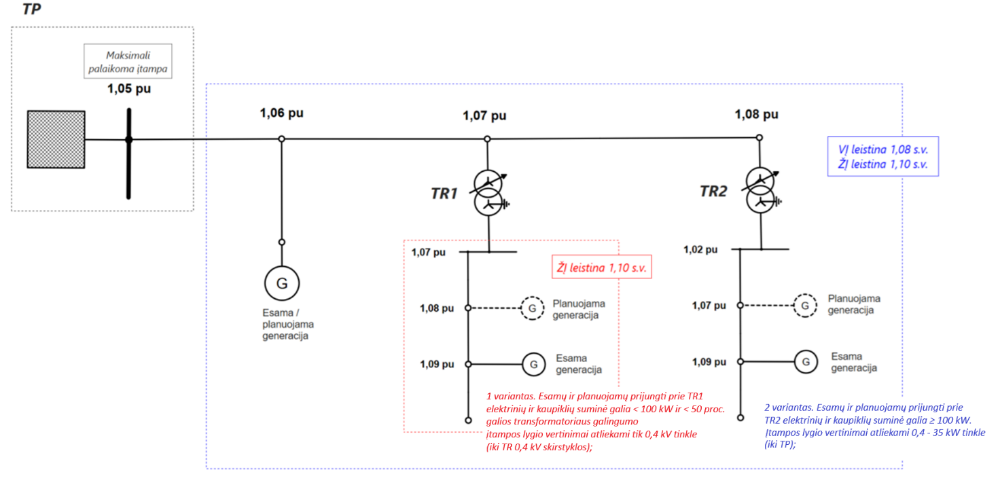 TP
Maksimali
palaikoma įtampa
1,05 pu
1,06 pu
1,07 pu
1,08 pu
VĮ leistina 1,08 s.v.
ŽĮ leistina 1,10 s.v.
TR1
TR2
1,07 pu
ŽĮ leistina 1,10 s.v.
1,02 pu
G
Esama /
planuojama
generacija
1,08 pu
G
Planuojama
generacija
1,07 pu
G
Planuojama
generacija
1,09 pu
G
Esama
generacija
1,09 pu
G
Esama
generacija
1 variantas. Esamų ir planuojamų prijungti prie TR1
elektrinių ir kaupiklių suminė galia < 100 kW ir < 50 proc.
galios transformatoriaus galingumo
įtampos lygio vertinimai atliekami tik 0,4 kV tinkle
(iki TR 0,4 kV skirstyklos);
2 variantas. Esamų ir planuojamų prijungti prie
TR2 elektrinių ir kaupiklių suminė galia ≥ 100 kW.
Įtampos lygio vertinimai atliekami 0,4 - 35 kW tinkle
(iki TP);